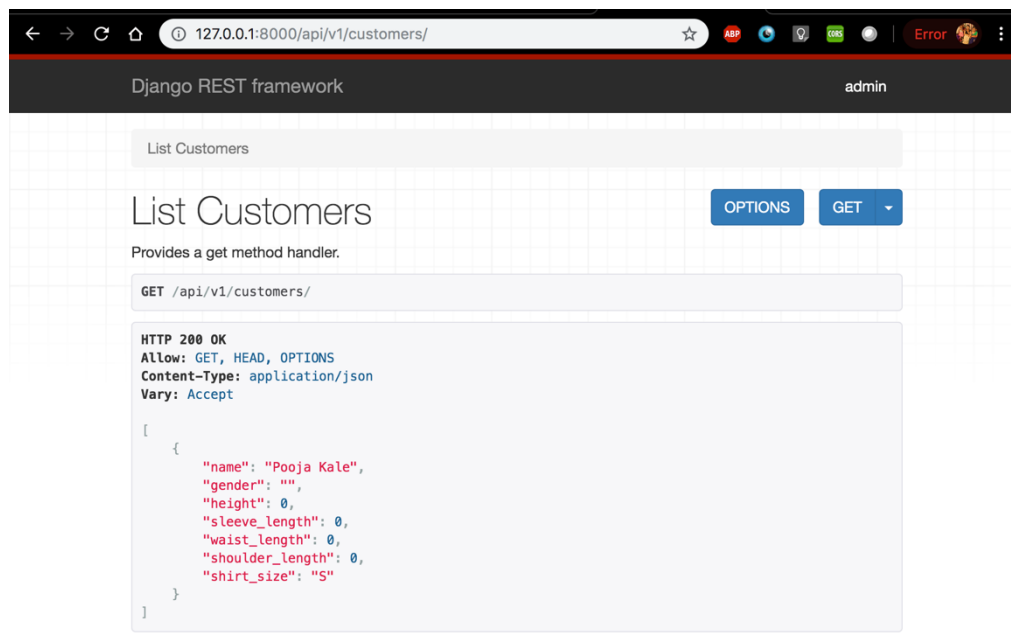 127.0.0.1:8000/api/v1/customers/
ABP
CORS
Error
Django REST framework
admin
List Customers
List Customers
OPTIONS
GET
Provides a get method handler.
GET /api/v1/customers/
HTTP 200 OK
Allow: GET, HEAD, OPTIONS
Content-Type: application/json
Vary: Accept
[
{
"name": "Pooja Kale",
"gender": "",
"height": 0,
"sleeve_length": 0,
"waist_length": 0,
"shoulder_length": 0,
"shirt_size": "S"
}
]